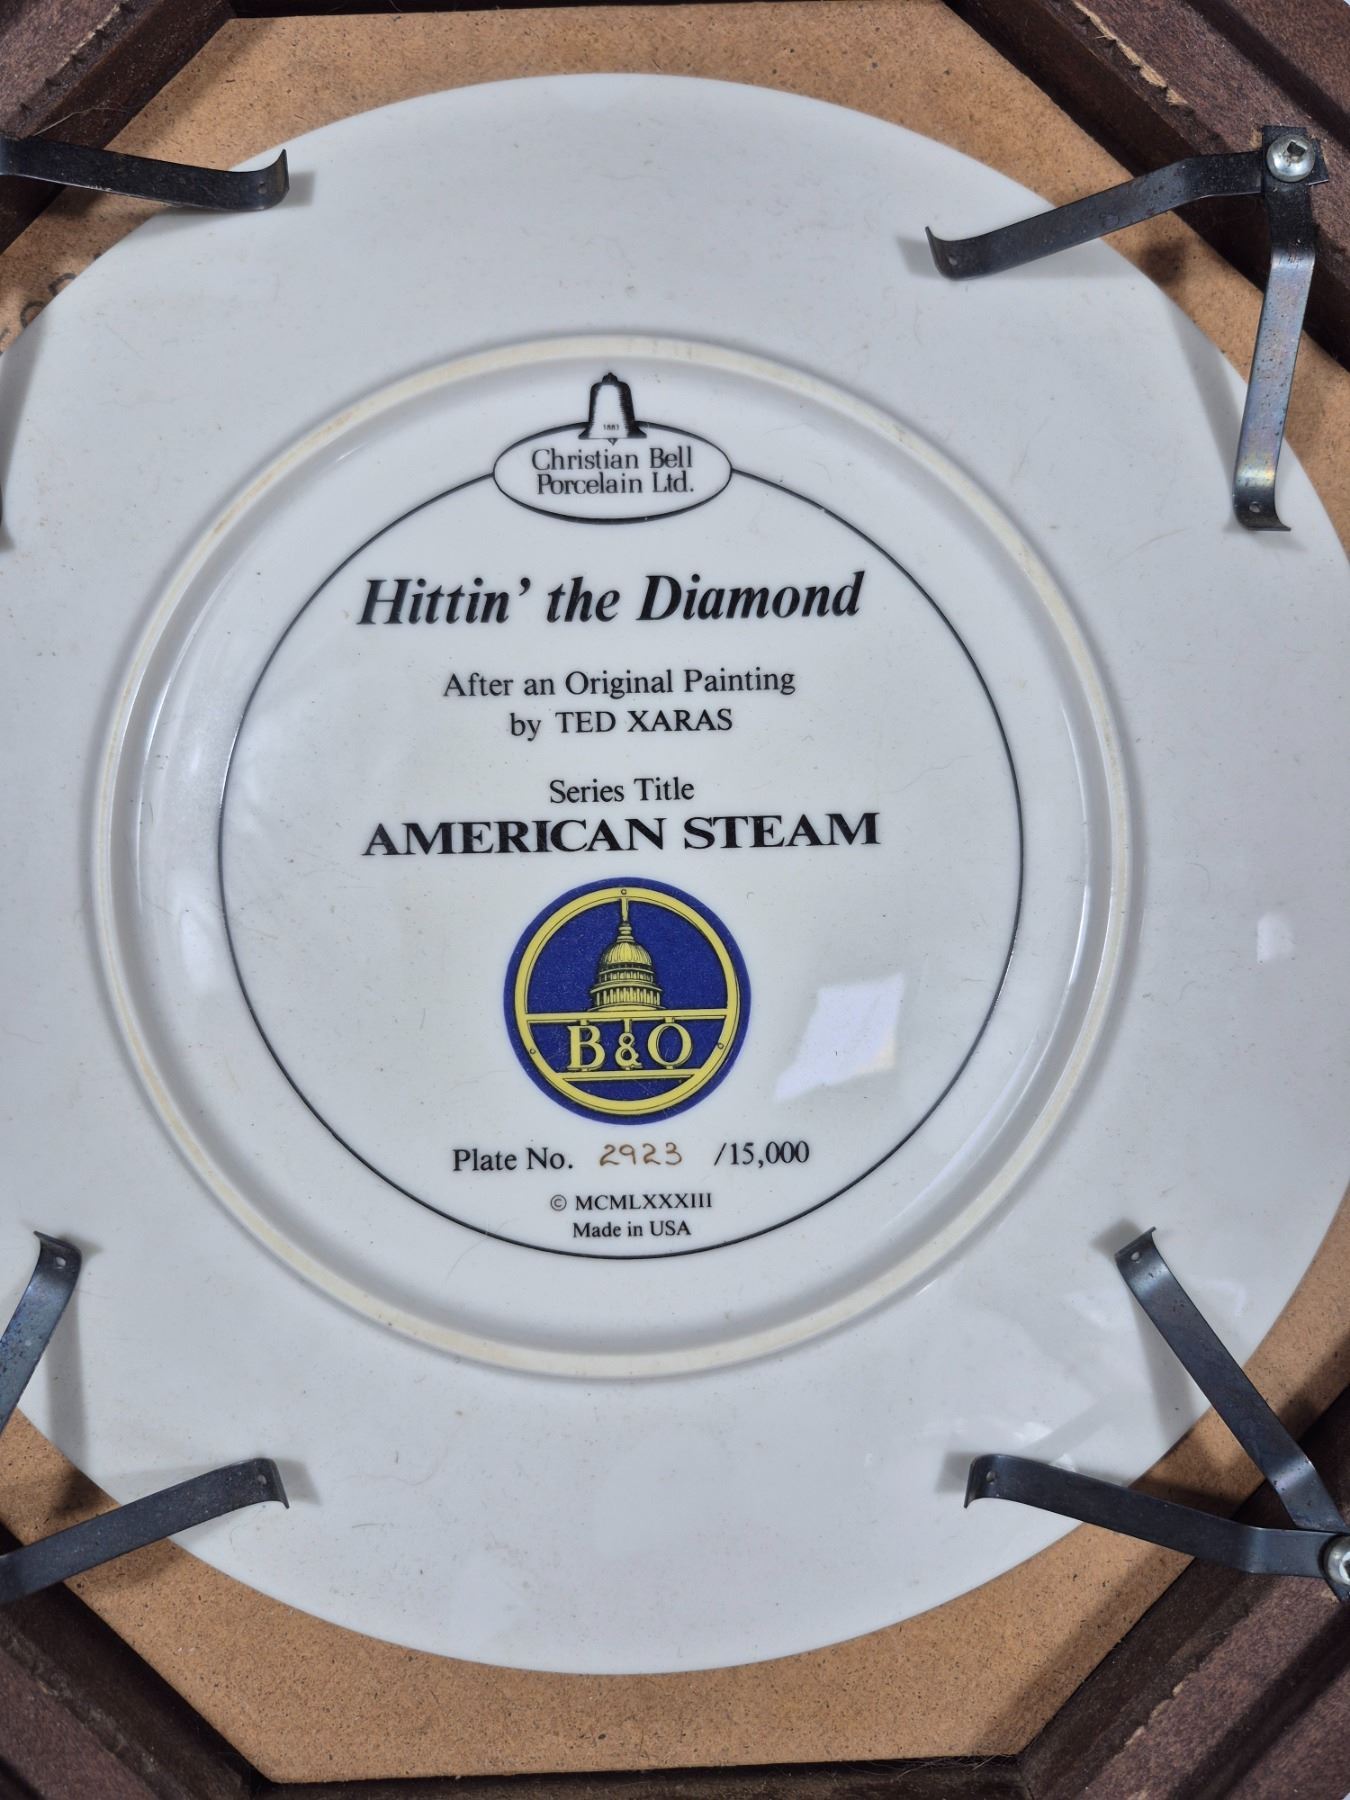 1881
Christian Bell
Porcelain Ltd.
Hittin' the Diamond
After an Original Painting
by TED XARAS
Series Title
AMERICAN STEAM
B&O
Plate No. 2923 /15,000
© MCMLXXXIII
Made in USA